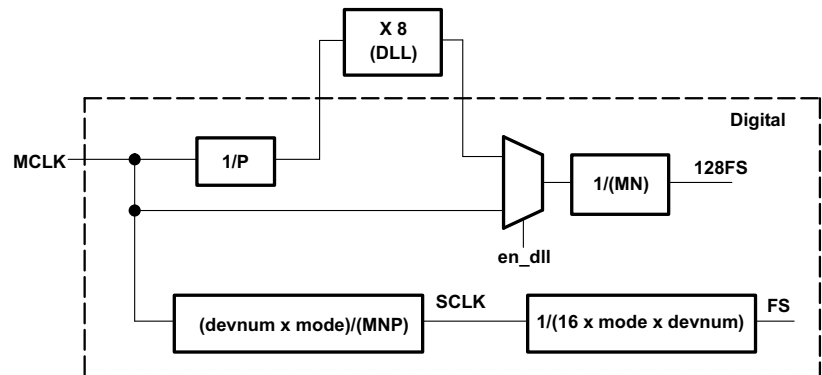 X 8
(DLL)
Digital
MCLK
1/P
128FS
1/(MN)
en_dll
SCLK
FS
(devnum x mode)/(MNP)
1/(16 x mode x devnum)